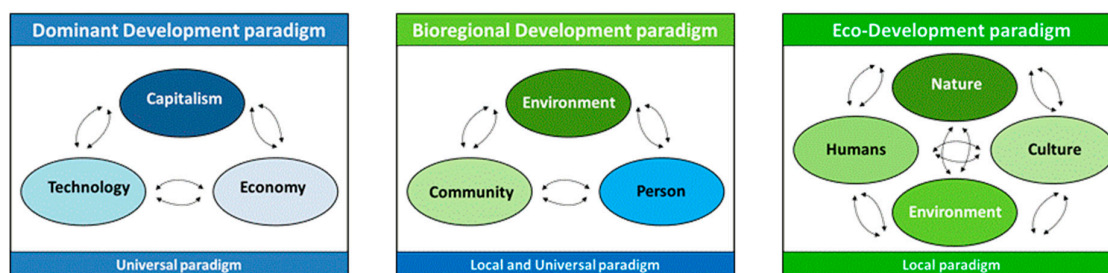 Dominant Development paradigm
Capitalism
Technology
Economy
Universal paradigm
Bioregional Development paradigm
Environment
Community
Person
Local and Universal paradigm
Eco-Development paradigm
Nature
Humans
Culture
Environment
Local paradigm